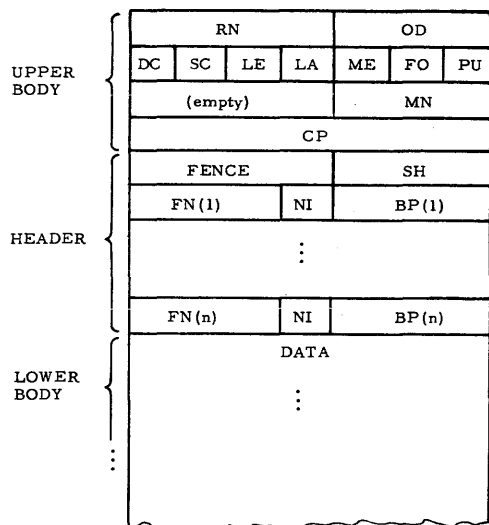 RN OD
UPPER BODY
DC SC LE LA ME FO PU
(empty) MN
CP
HEADER
FENCE SH
FN(1) NI BP(1)
⋮
FN(n) NI BP(n)
LOWER BODY
DATA
⋮
⋮